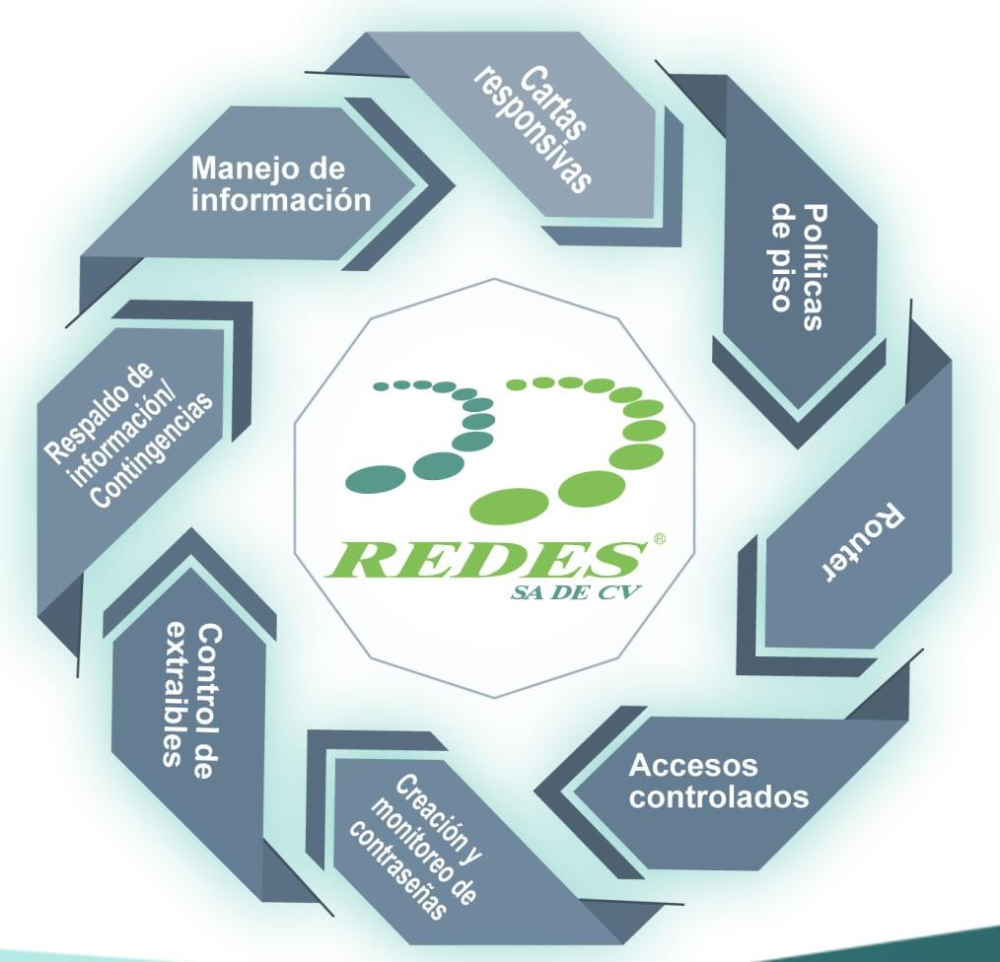 Cartas
responsivas
Políticas
de piso
Router
Accesos
controlados
Creación y
monitoreo de
contraseñas
Control de
extraibles
Respaldo de
información/
Contingencias
Manejo de
información
REDES®
SA DE CV